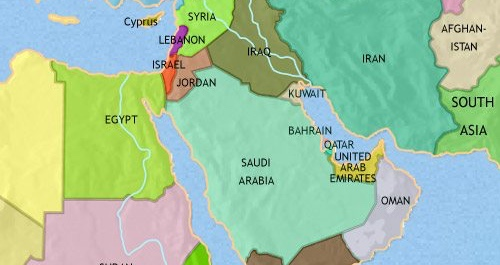 SYRIA
Cyprus
LEBANON
IRAQ
AFGHAN-
ISTAN
IRAN
ISRAEL
JORDAN
KUWAIT
SOUTH
ASIA
EGYPT
BAHRAIN
QATAR
UNITED
ARAB
EMIRATES
SAUDI
ARABIA
OMAN